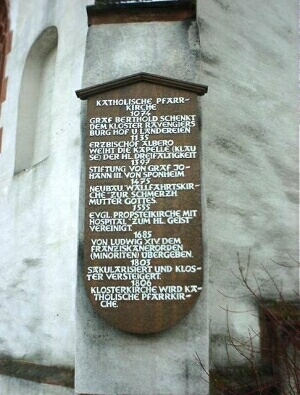 KATHOLISCHE PFARR-
KIRCHE
1074
GRAF BERTHOLD SCHENKT
DEM KLOSTER RAVENGIERS
BURG HOF U. LÄNDEREIEN
1135
ERZBISCHOF ALBERO
WEIHT DIE KAPELLE (KLAU
SE) DER HL. DREIFALTIGKEIT
1397
STIFTUNG VON GRAF JO-
HANN III. VON SPONHEIM
1475
NEUBAU, WALLFAHRTSKIR-
CHE "ZUR SCHMERZH.
MUTTER GOTTES.
1555
EVGL. PROPSTEIKIRCHE MIT
HOSPITAL "ZUM HL. GEIST"
VEREINIGT.
1685
VON LUDWIG XIV. DEM
FRANZISKANERORDEN
(MINORITEN) ÜBERGEBEN.
1803
SÄKULARISIERT UND KLOS-
TER VERSTEIGERT.
1806
KLOSTERKIRCHE WIRD KA-
THOLISCHE PFARRKIR-
CHE.